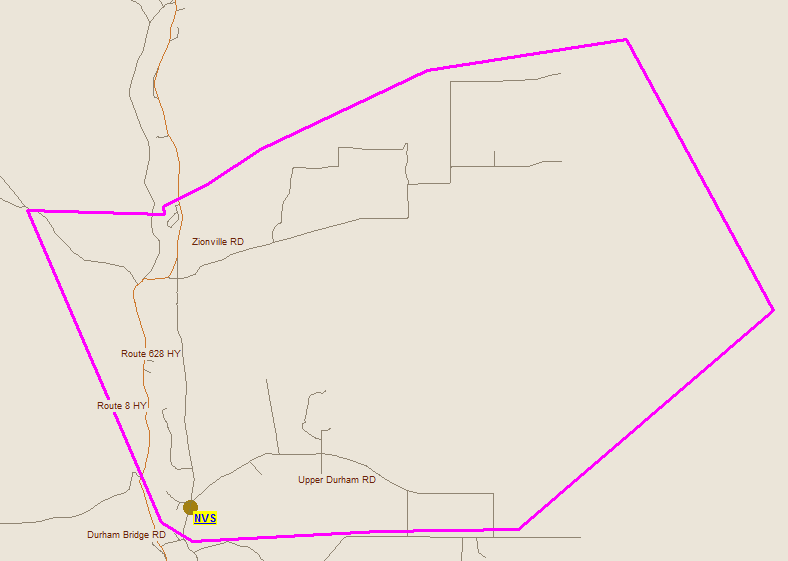 Zionville RD
Route 628 HY
Route 8 HY
Upper Durham RD
NVS
Durham Bridge RD